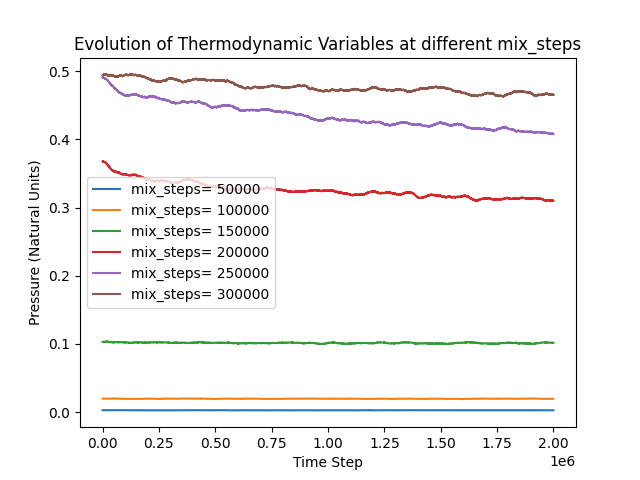 Evolution of Thermodynamic Variables at different mix_steps
Pressure (Natural Units)
0.5
0.4
0.3
0.2
0.1
0.0
mix_steps= 50000
mix_steps= 100000
mix_steps= 150000
mix_steps= 200000
mix_steps= 250000
mix_steps= 300000
0.00 0.25 0.50 0.75 1.00 1.25 1.50 1.75 2.00
1e6
Time Step